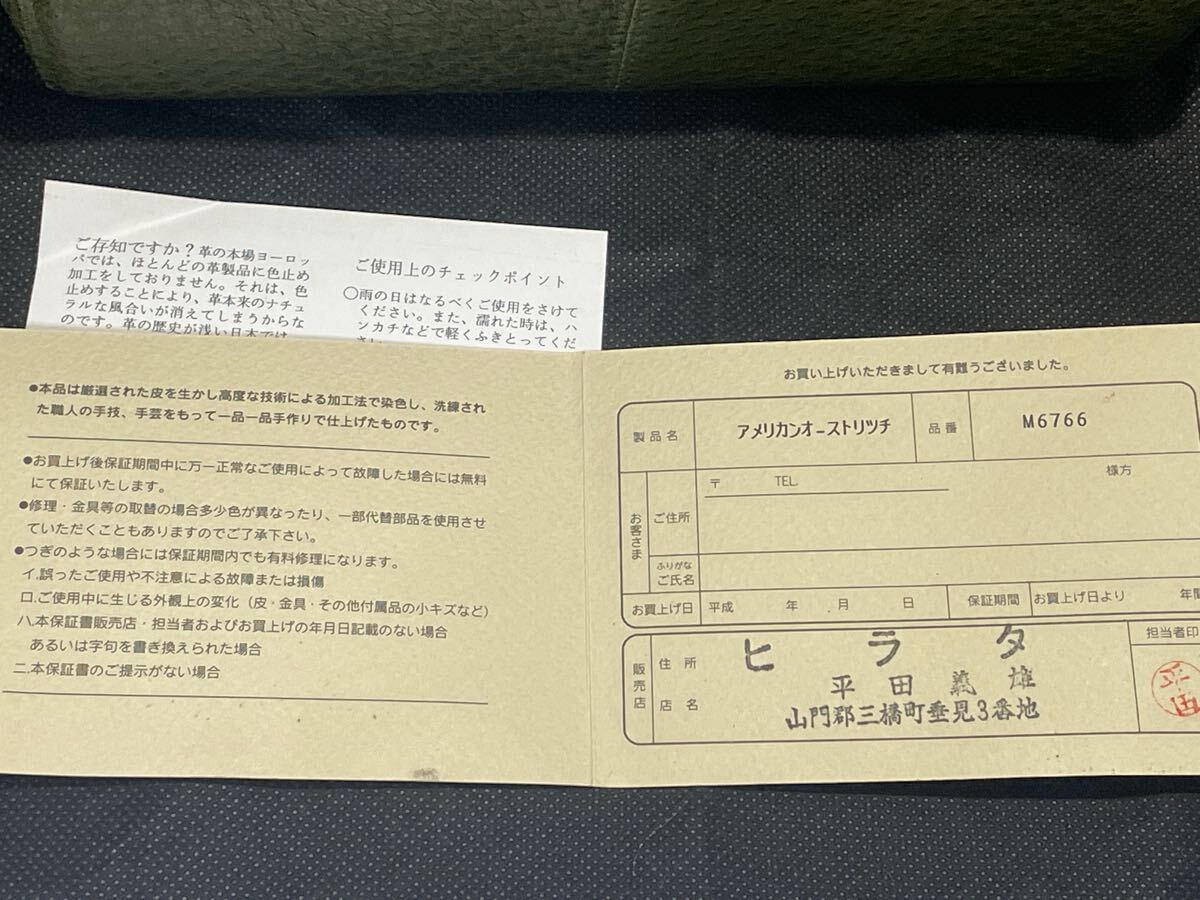 ご存知ですか？革の本場ヨーロッ
パでは、ほとんどの革製品に色止め
加工をしておりません。それは、色
止めすることにより、革本来のナチュ
ラルな風合いが消えてしまうからな
のです。革の歴史が浅い日本では、
ご使用上のチェックポイント
○雨の日はなるべくご使用をさけて
ください。また、濡れた時は、ハ
ンカチなどで軽くふきとってくだ
●本品は厳選された皮を生かし高度な技術による加工法で染色し、洗練され
た職人の手技、手芸をもって一品一品手作りで仕上げたものです。
●お買上げ後保証期間中に万一正常なご使用によって故障した場合には無料
にて保証いたします。
●修理・金具等の取替の場合多少色が異なったり、一部代替部品を使用させ
ていただくこともありますのでご了承下さい。
●つぎのような場合には保証期間内でも有料修理になります。
イ.誤ったご使用や不注意による故障または損傷
ロ.ご使用中に生じる外観上の変化（皮・金具・その他付属品の小キズなど）
ハ.本保証書販売店・担当者およびお買上げの年月日記載のない場合
あるいは字句を書き換えられた場合
ニ.本保証書のご提示がない場合
お買い上げいただきまして有難うございました。
製品名 アメリカンオーストリツチ 品番 M6766
お客さま
ご住所 〒 TEL 様方
ふりがな
ご氏名
お買上げ日 平成 年 月 日 保証期間 お買上げ日より 年間
販売店
住所
店名
ヒラタ
平田義雄
山門郡三橋町垂見3番地
担当者印
平田